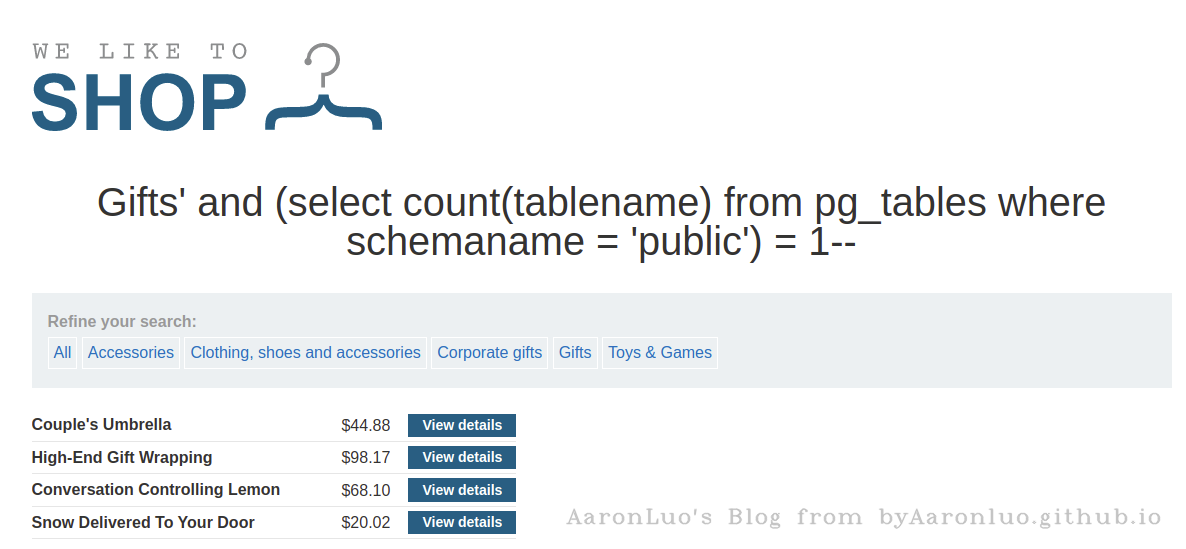 WE LIKE TO
SHOP
Gifts' and (select count(tablename) from pg_tables where
schemaname = 'public') = 1--
Refine your search:
All Accessories Clothing, shoes and accessories Corporate gifts Gifts Toys & Games
Couple's Umbrella $44.88 View details
High-End Gift Wrapping $98.17 View details
Conversation Controlling Lemon $68.10 View details
Snow Delivered To Your Door $20.02 View details
AaronLuo's Blog from byAaronluo.github.io